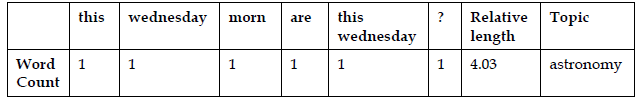 this wednesday morn are this wednesday ? Relative length Topic
Word Count 1 1 1 1 1 1 4.03 astronomy